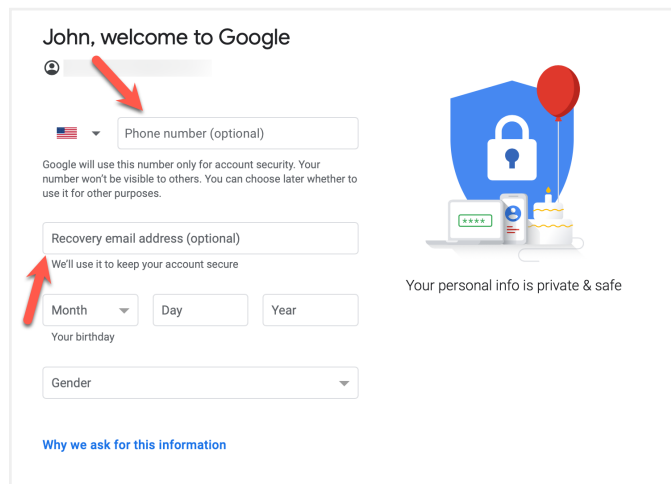 John, welcome to Google
Phone number (optional)
Google will use this number only for account security. Your
number won't be visible to others. You can choose later whether to
use it for other purposes.
Recovery email address (optional)
We'll use it to keep your account secure
Month Day Year
Your birthday
Gender
Why we ask for this information
****
Your personal info is private & safe